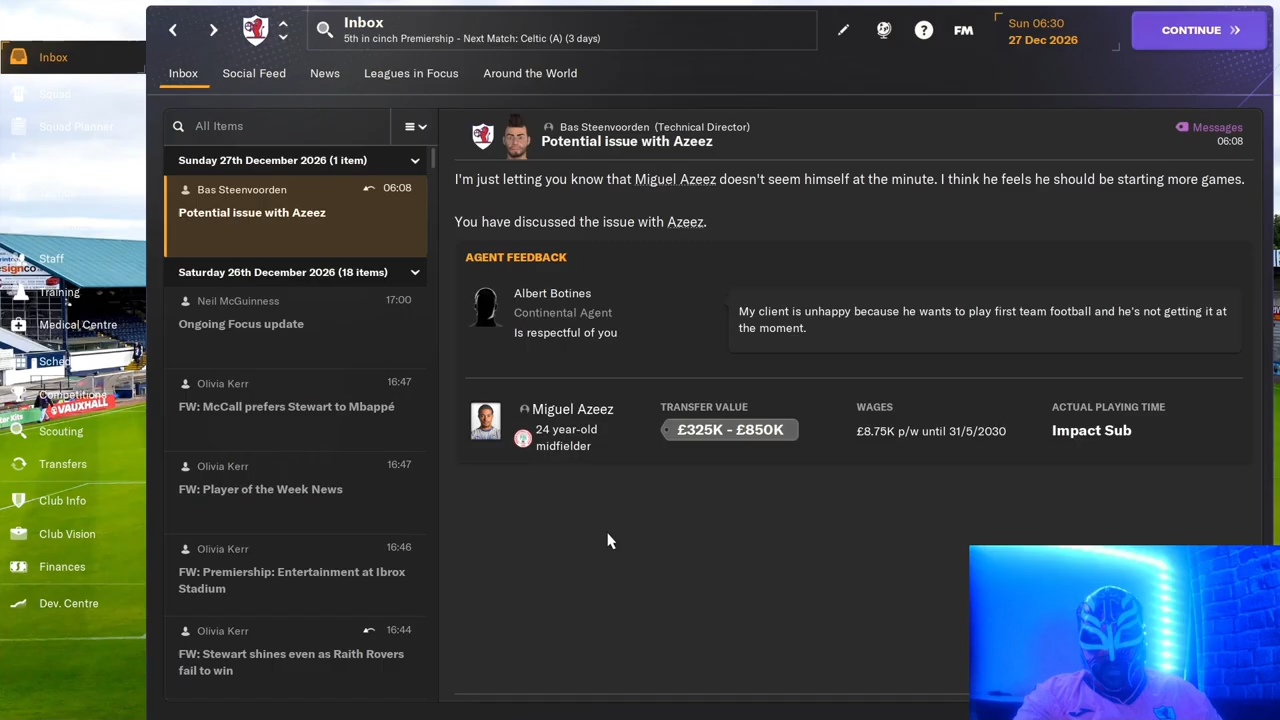 Inbox
5th in cinch Premiership - Next Match: Celtic (A) (3 days)
FM
Sun 06:30
27 Dec 2026
CONTINUE
Inbox
Social Feed
News
Leagues in Focus
Around the World
Inbox
Squad
Squad Planner
Staff
Training
Medical Centre
Sched
Competitions
Scouting
Transfers
Club Info
Club Vision
Finances
Dev. Centre
VAUXHALL
All Items
Sunday 27th December 2026 (1 item)
Bas Steenvoorden
06:08
Potential issue with Azeez
Saturday 26th December 2026 (18 items)
Neil McGuinness
17:00
Ongoing Focus update
Olivia Kerr
16:47
FW: McCall prefers Stewart to Mbappé
Olivia Kerr
16:47
FW: Player of the Week News
Olivia Kerr
16:46
FW: Premiership: Entertainment at Ibrox
Stadium
Olivia Kerr
16:44
FW: Stewart shines even as Raith Rovers
fail to win
Bas Steenvoorden (Technical Director)
Potential issue with Azeez
Messages
06:08
I'm just letting you know that Miguel Azeez doesn't seem himself at the minute. I think he feels he should be starting more games.
You have discussed the issue with Azeez.
AGENT FEEDBACK
Albert Botines
Continental Agent
Is respectful of you
My client is unhappy because he wants to play first team football and he's not getting it at
the moment.
Miguel Azeez
24 year-old
midfielder
TRANSFER VALUE
£325K - £850K
WAGES
£8.75K p/w until 31/5/2030
ACTUAL PLAYING TIME
Impact Sub